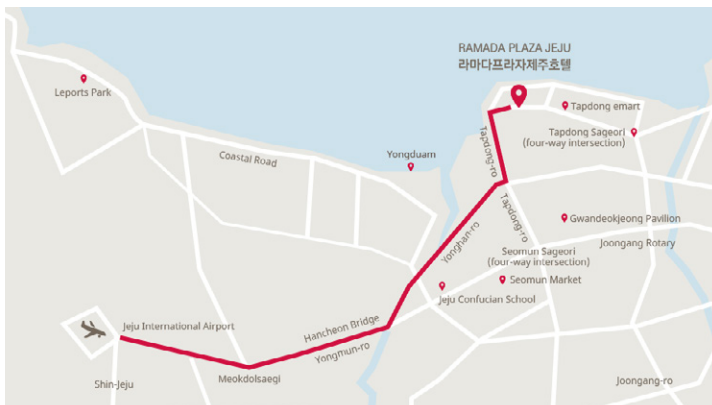 RAMADA PLAZA JEJU
라마다프라자제주호텔
Leports Park
Tapdong emart
Tapdong Sageori
(four-way intersection)
Coastal Road
Yongduam
Tapdong-ro
Tapdong-ro
Gwandeokjeong Pavilion
Yonghan-ro
Seomun Sageori
(four-way intersection)
Joongang Rotary
Seomun Market
Jeju Confucian School
Jeju International Airport
Hancheon Bridge
Yongmun-ro
Meokdolsaegi
Shin-Jeju
Joongang-ro